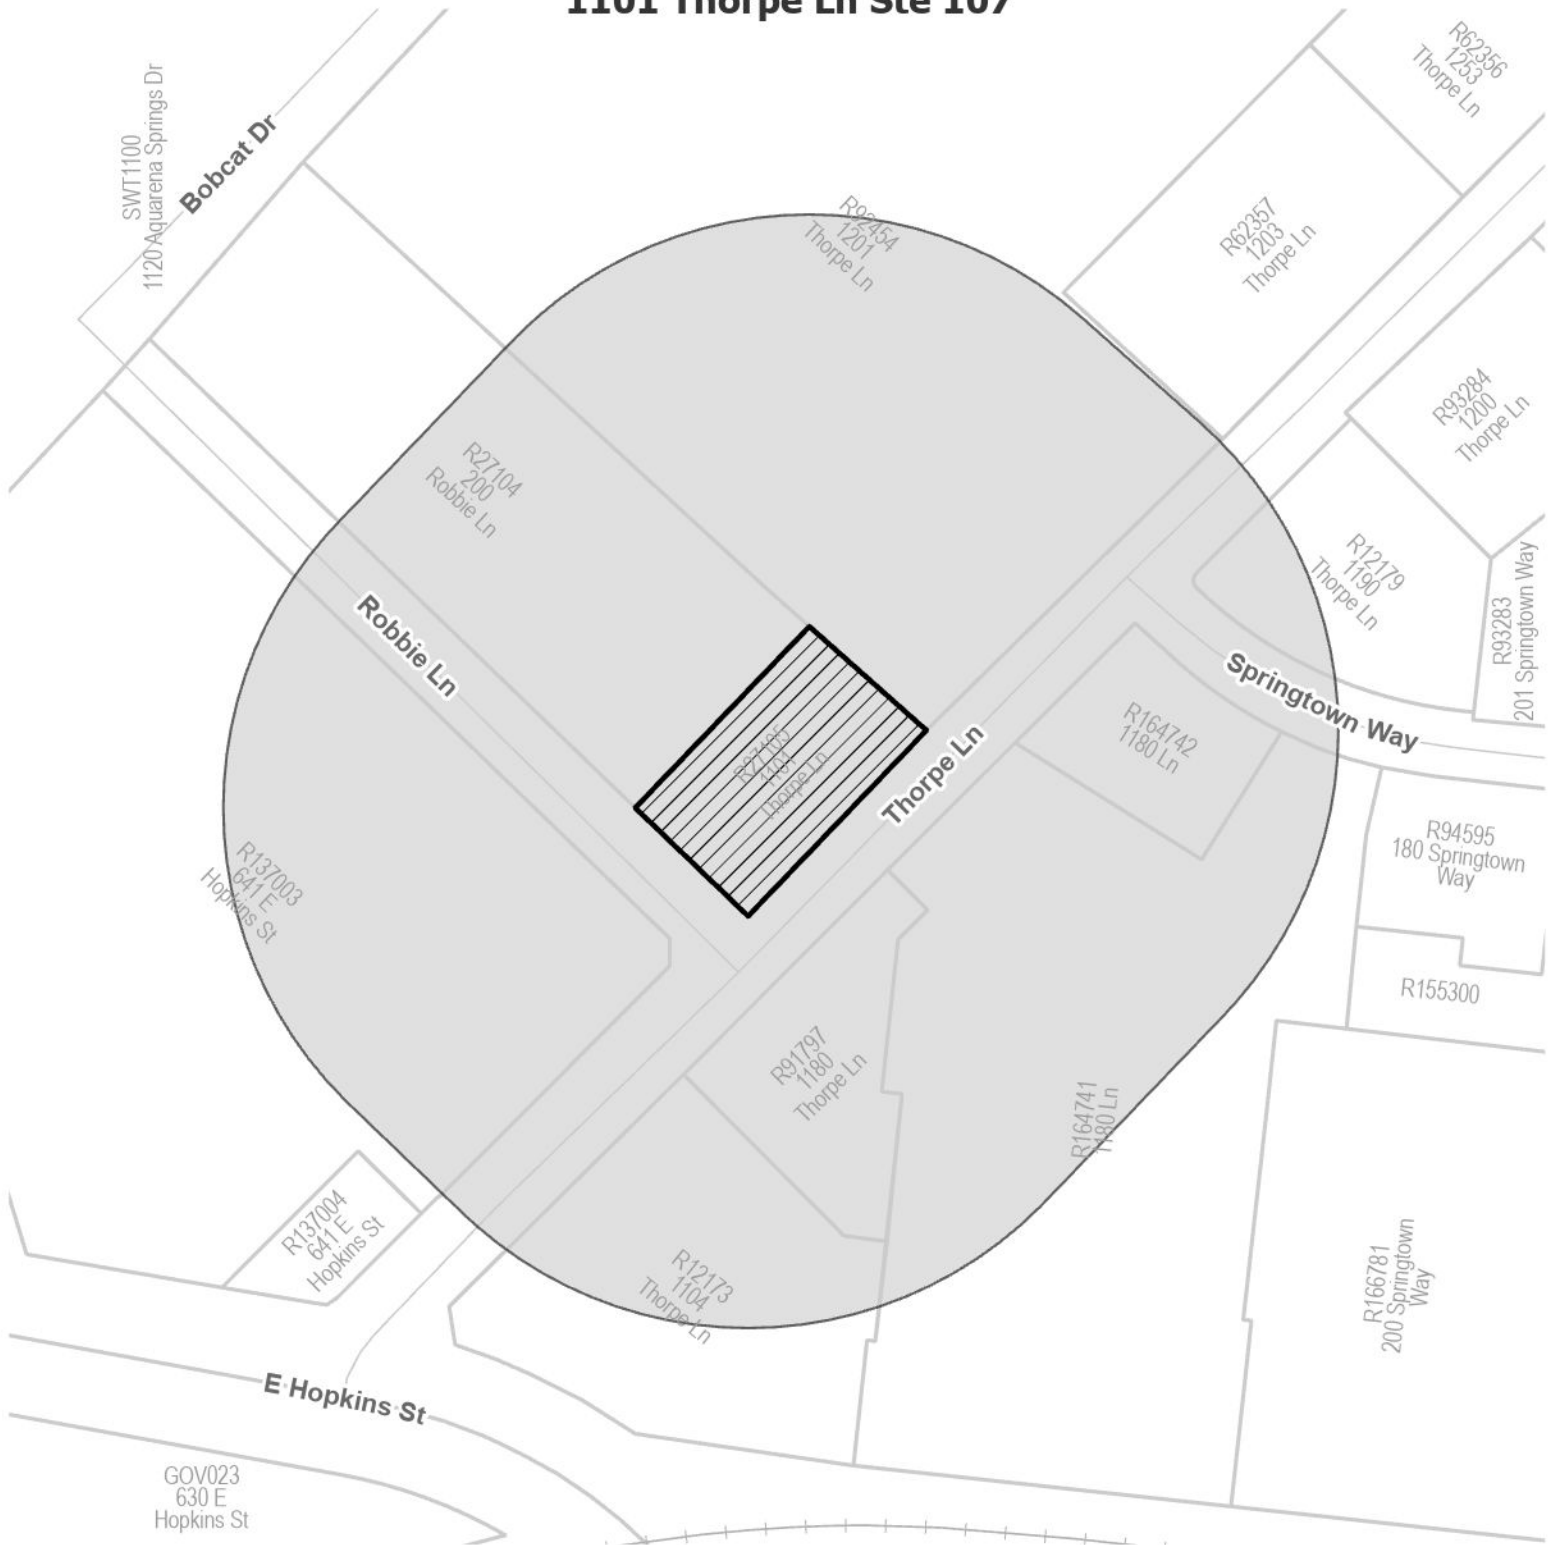 1101 Thorpe Ln Ste 107
R62356
1253
Thorpe Ln
SWT1100
1120 Aquarena Springs Dr
Bobcat Dr
R92454
1201
Thorpe Ln
R62357
1203
Thorpe Ln
R93284
1200
Thorpe Ln
R27104
200
Robbie Ln
R12179
1190
Thorpe Ln
R93283
201 Springtown Way
Robbie Ln
Springtown Way
R164742
1180 Ln
R27105
1101
Thorpe Ln
Thorpe Ln
R94595
180 Springtown
Way
R137003
641 E
Hopkins St
R155300
R91797
1180
Thorpe Ln
R164741
1180 Ln
R137004
641 E
Hopkins St
R12173
1104
Thorpe Ln
R166781
200 Springtown
Way
E Hopkins St
GOV023
630 E
Hopkins St